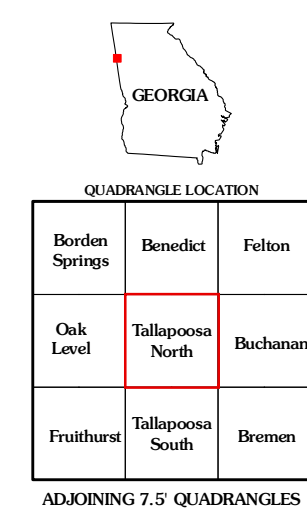 GEORGIA
QUADRANGLE LOCATION
Borden
Springs
Benedict
Felton
Oak
Level
Tallapoosa
North
Buchanan
Fruithurst
Tallapoosa
South
Bremen
ADJOINING 7.5' QUADRANGLES